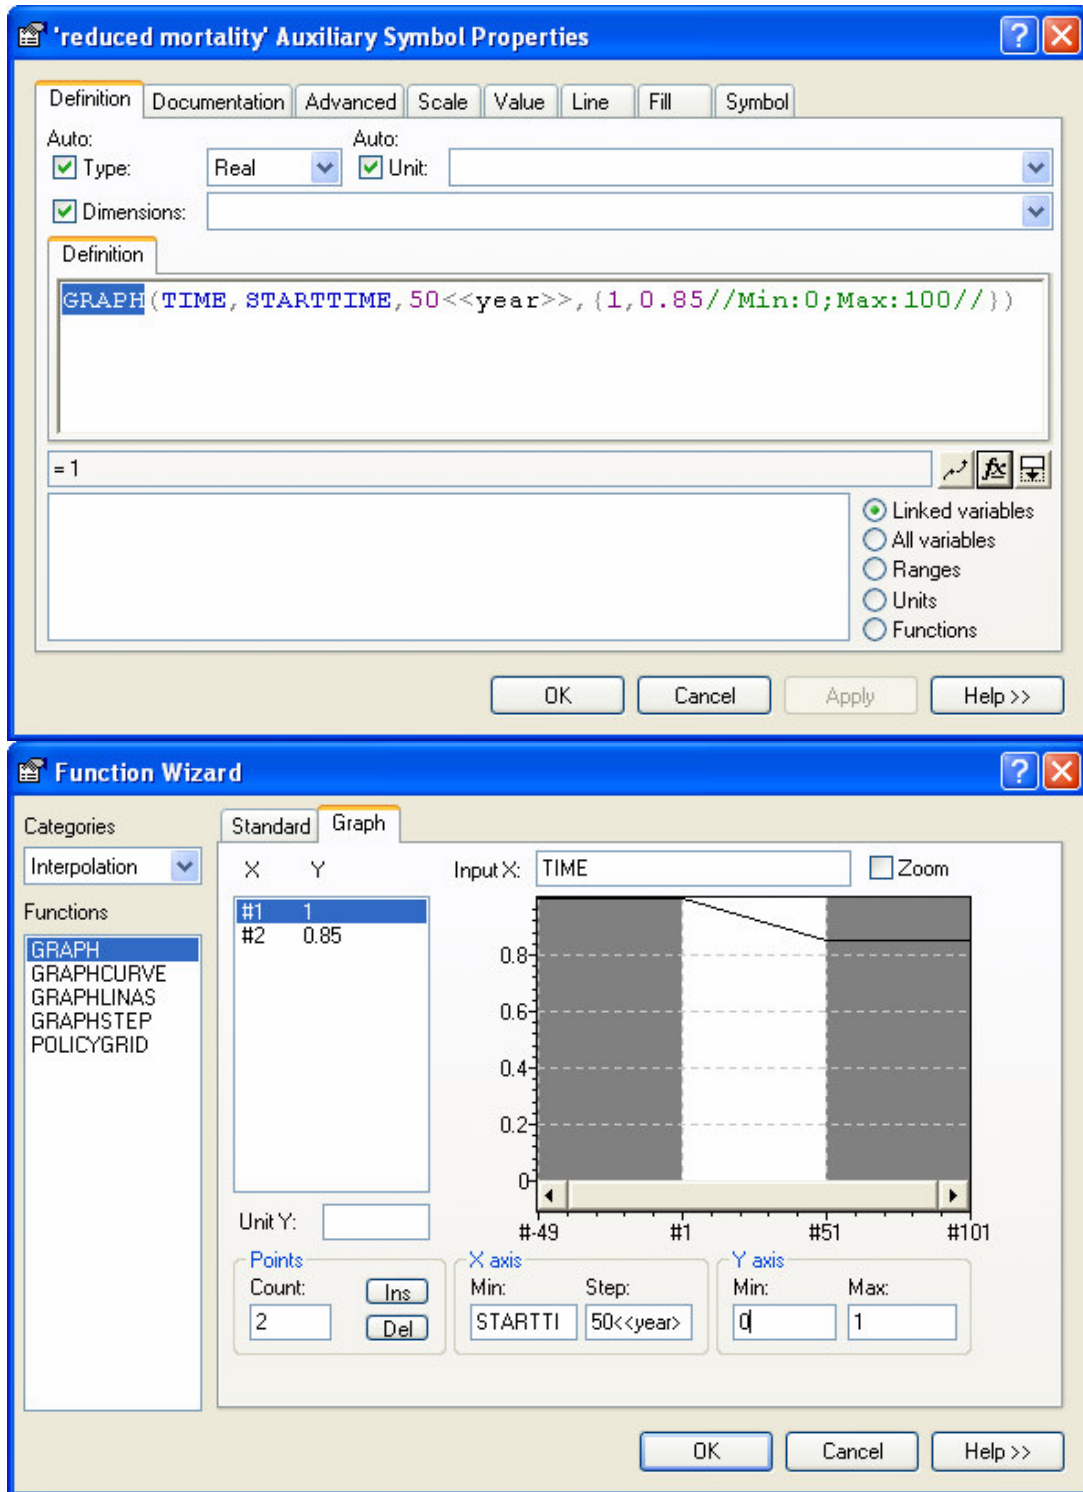 'reduced mortality' Auxiliary Symbol Properties
Definition Documentation Advanced Scale Value Line Fill Symbol
Auto: Auto:
Type: Real Unit:
Dimensions:
Definition
GRAPH(TIME,STARTTIME,50<<year>>,{1,0.85//Min:0;Max:100//})
= 1
fx
Linked variables
All variables
Ranges
Units
Functions
OK Cancel Apply Help >>
Function Wizard
Categories
Interpolation
Functions
GRAPH
GRAPHCURVE
GRAPHLINAS
GRAPHSTEP
POLICYGRID
Standard Graph
X Y
#1 1
#2 0.85
Input X: TIME Zoom
0.8
0.6
0.4
0.2
0
#-49 #1 #51 #101
Unit Y:
Points
Count:
2
Ins
Del
X axis
Min: Step:
STARTTI 50<<year>
Y axis
Min: Max:
0 1
OK Cancel Help >>